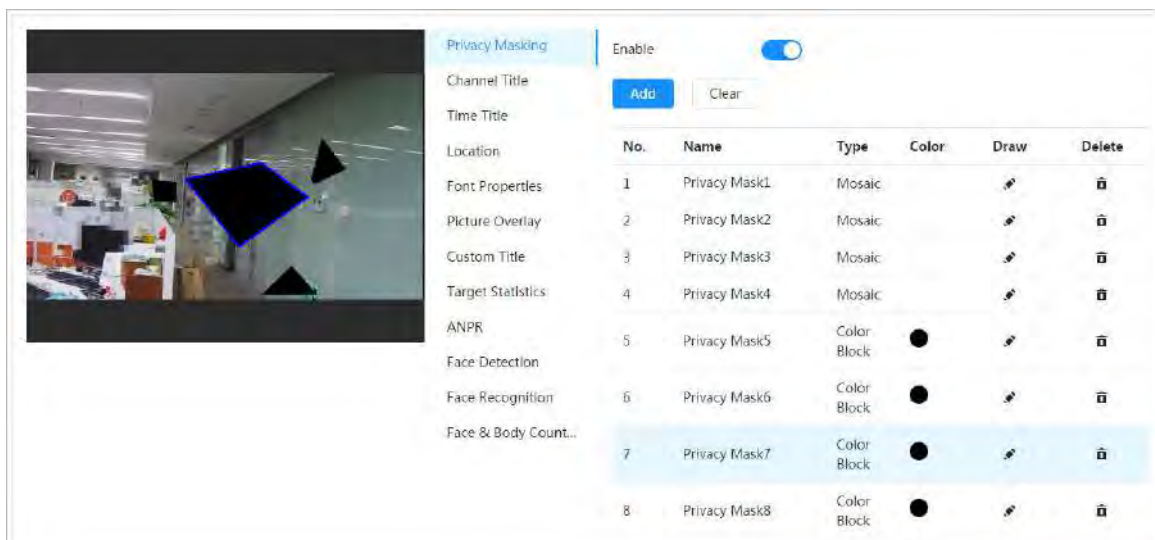 Privacy Masking
Channel Title
Time Title
Location
Font Properties
Picture Overlay
Custom Title
Target Statistics
ANPR
Face Detection
Face Recognition
Face & Body Count...
Enable
Add Clear
No. Name Type Color Draw Delete
1 Privacy Mask1 Mosaic
2 Privacy Mask2 Mosaic
3 Privacy Mask3 Mosaic
4 Privacy Mask4 Mosaic
5 Privacy Mask5 Color
Block
6 Privacy Mask6 Color
Block
7 Privacy Mask7 Color
Block
8 Privacy Mask8 Color
Block